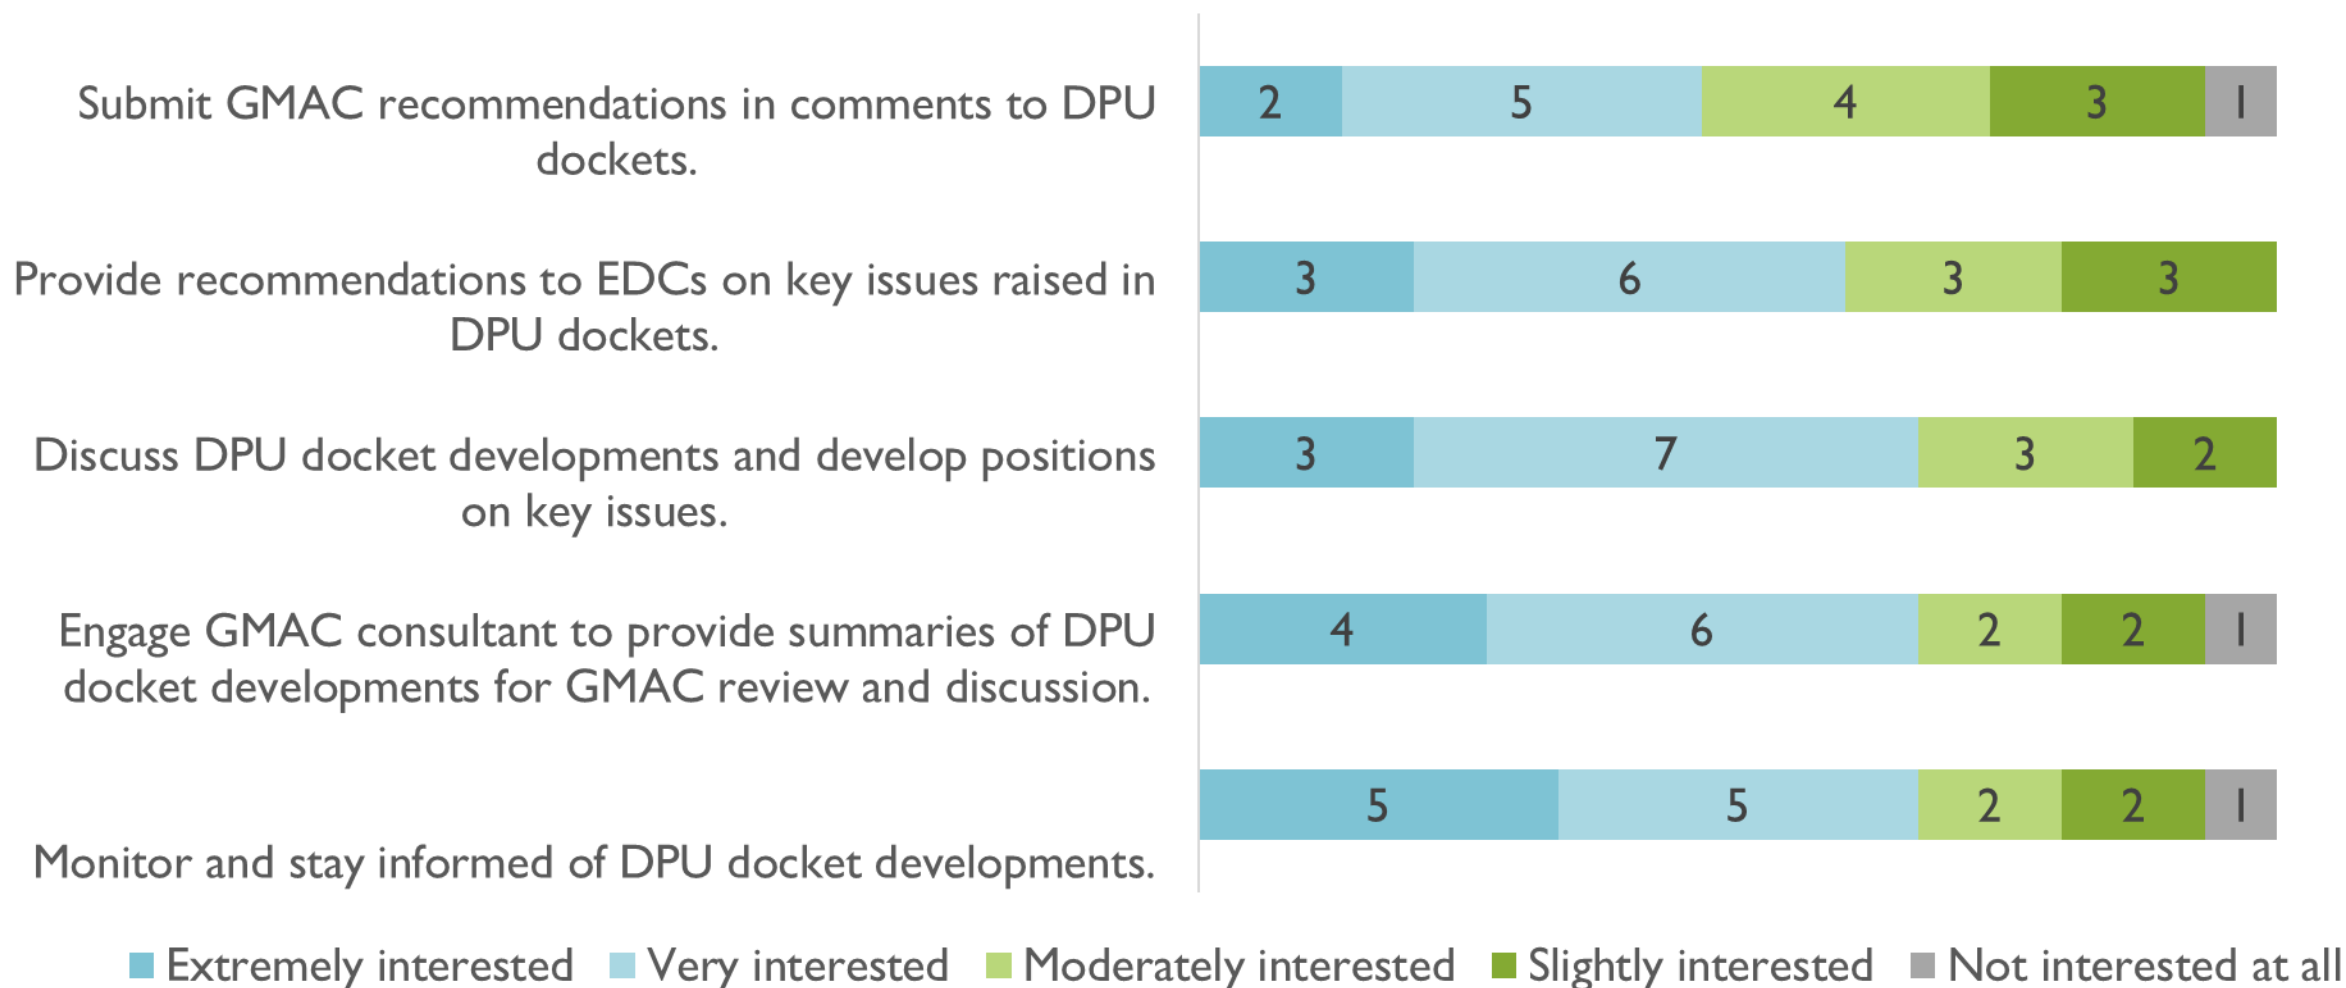 Submit GMAC recommendations in comments to DPU
dockets.
2 5 4 3 1
Provide recommendations to EDCs on key issues raised in
DPU dockets.
3 6 3 3
Discuss DPU docket developments and develop positions
on key issues.
3 7 3 2
Engage GMAC consultant to provide summaries of DPU
docket developments for GMAC review and discussion.
4 6 2 2 1
Monitor and stay informed of DPU docket developments.
5 5 2 2 1
Extremely interested Very interested Moderately interested Slightly interested Not interested at all